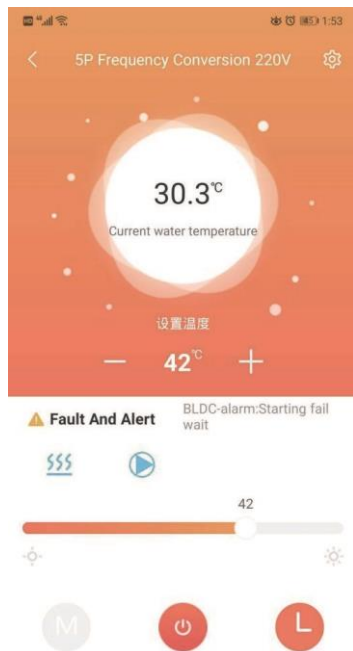 1:53
5P Frequency Conversion 220V
30.3℃
Current water temperature
设置温度
42℃
Fault And Alert
BLDC-alarm:Starting fail
wait
42
M